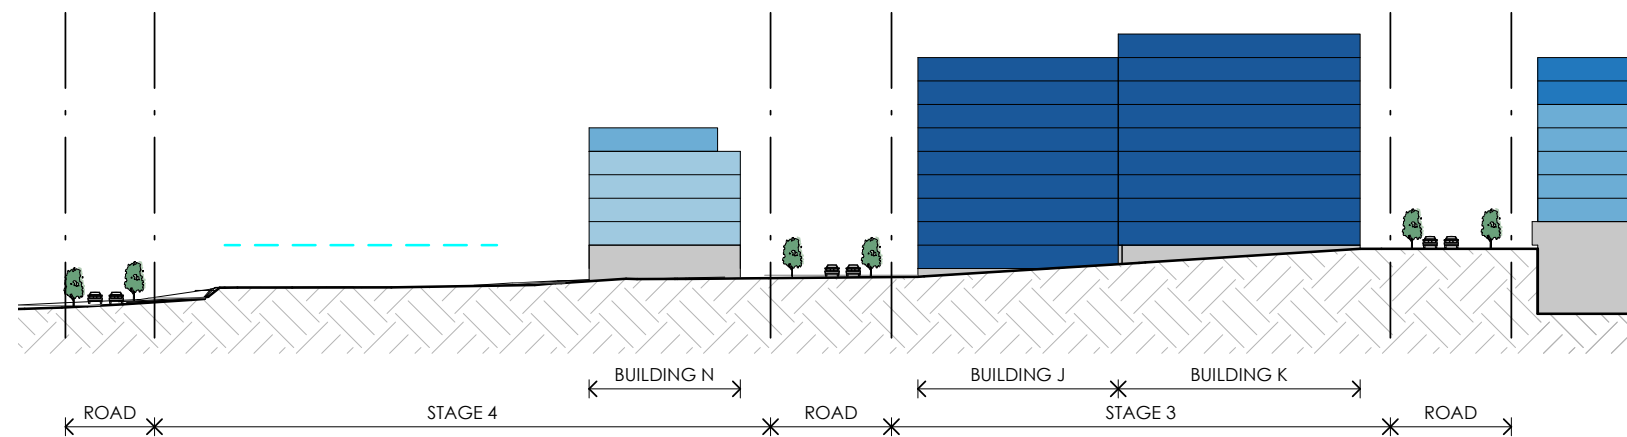 BUILDING N
BUILDING J
BUILDING K
ROAD
STAGE 4
ROAD
STAGE 3
ROAD